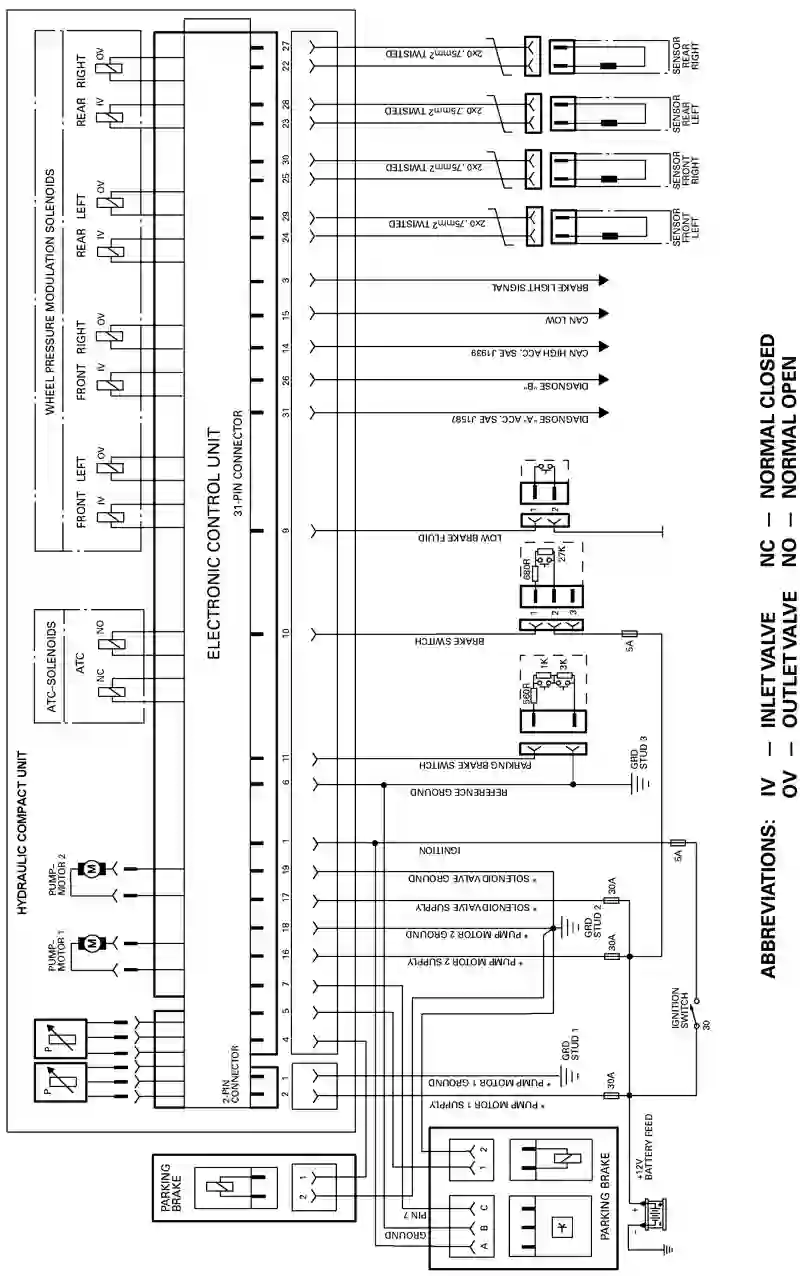 HYDRAULIC COMPACT UNIT
WHEEL PRESSURE MODULATION SOLENOIDS
REAR RIGHT
IV OV
REAR LEFT
IV OV
FRONT RIGHT
IV OV
FRONT LEFT
IV OV
ATC-SOLENOIDS
ATC
NC NO
PUMP-
MOTOR 2
M
PUMP-
MOTOR 1
M
P
P
ELECTRONIC CONTROL UNIT
31-PIN CONNECTOR
2-PIN
CONNECTOR
27
22
28
23
30
25
29
24
3
15
14
26
31
9
10
11
6
1
19
17
18
16
7
5
4
1
2
2x0.75mm² TWISTED
SENSOR
REAR
RIGHT
2x0.75mm² TWISTED
SENSOR
REAR
LEFT
2x0.75mm² TWISTED
SENSOR
FRONT
RIGHT
2x0.75mm² TWISTED
SENSOR
FRONT
LEFT
BRAKE LIGHT SIGNAL
CAN LOW
CAN HIGH ACC. SAE J1939
DIAGNOSE "B"
DIAGNOSE "A" ACC. SAE J1587
LOW BRAKE FLUID
1 2
BRAKE SWITCH
1 2 3
680R
27K
5A
PARKING BRAKE SWITCH
560R
1K
3K
REFERENCE GROUND
GRD
STUD 3
IGNITION
5A
* SOLENOID VALVE GROUND
* SOLENOID VALVE SUPPLY
30A
* PUMP MOTOR 2 GROUND
GRD
STUD 2
* PUMP MOTOR 2 SUPPLY
30A
* PUMP MOTOR 1 GROUND
GRD
STUD 1
* PUMP MOTOR 1 SUPPLY
30A
IGNITION
SWITCH
30
+12V
BATTERY FEED
+
-
PARKING
BRAKE
1
2
PARKING BRAKE
2
1
C
B
A
PIN 7
GROUND
ABBREVIATIONS: IV — INLET VALVE NC — NORMAL CLOSED
OV — OUTLET VALVE NO — NORMAL OPEN